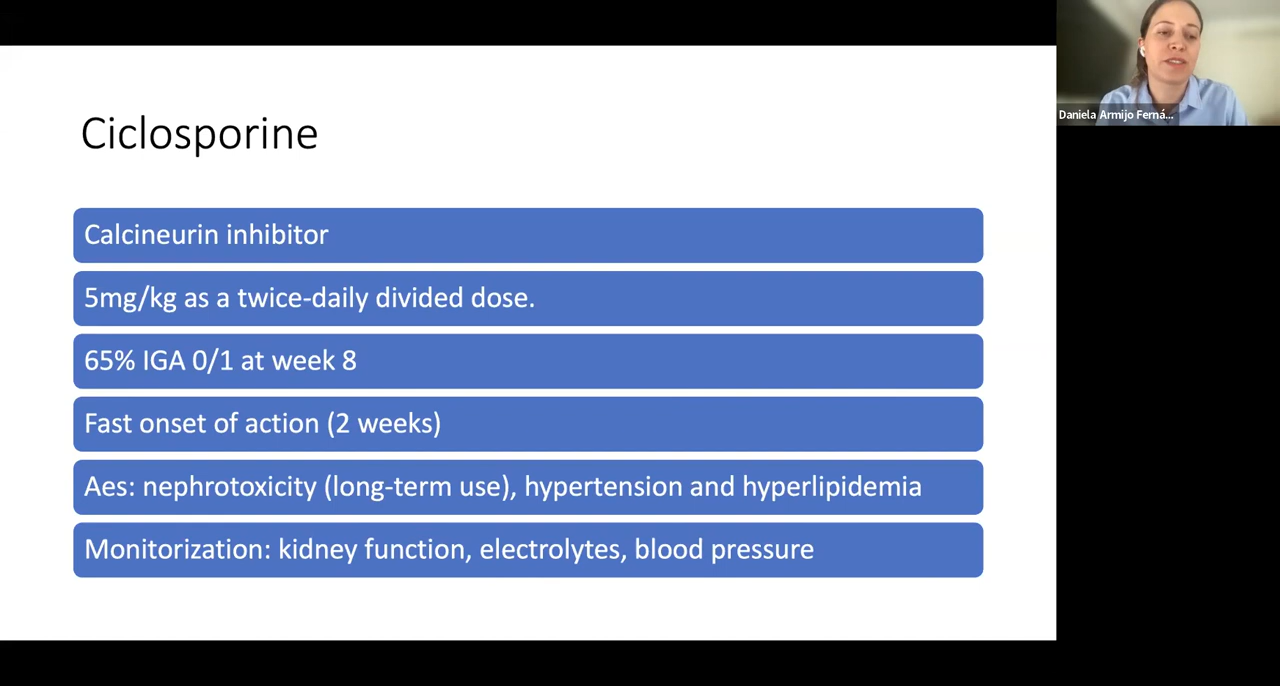 Ciclosporine
Calcineurin inhibitor
5mg/kg as a twice-daily divided dose.
65% IGA 0/1 at week 8
Fast onset of action (2 weeks)
Aes: nephrotoxicity (long-term use), hypertension and hyperlipidemia
Monitorization: kidney function, electrolytes, blood pressure
Daniela Armijo Ferná...